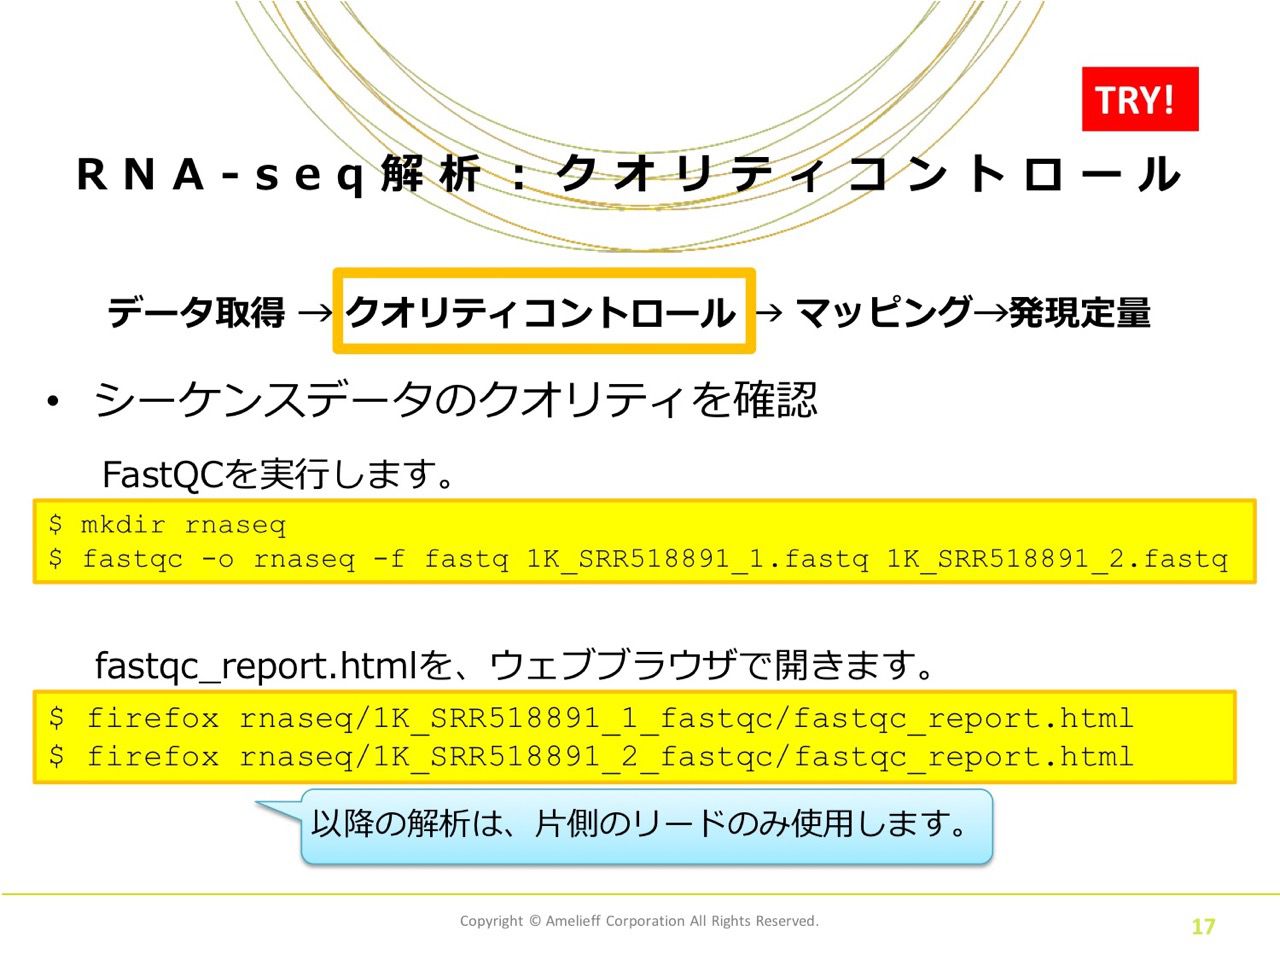 TRY!
RNA-seq解析：クオリティコントロール
データ取得 → クオリティコントロール → マッピング→発現定量
• シーケンスデータのクオリティを確認
FastQCを実行します。
$ mkdir rnaseq
$ fastqc -o rnaseq -f fastq 1K_SRR518891_1.fastq 1K_SRR518891_2.fastq
fastqc_report.htmlを、ウェブブラウザで開きます。
$ firefox rnaseq/1K_SRR518891_1_fastqc/fastqc_report.html
$ firefox rnaseq/1K_SRR518891_2_fastqc/fastqc_report.html
以降の解析は、片側のリードのみ使用します。
Copyright © Amelieff Corporation All Rights Reserved.
17